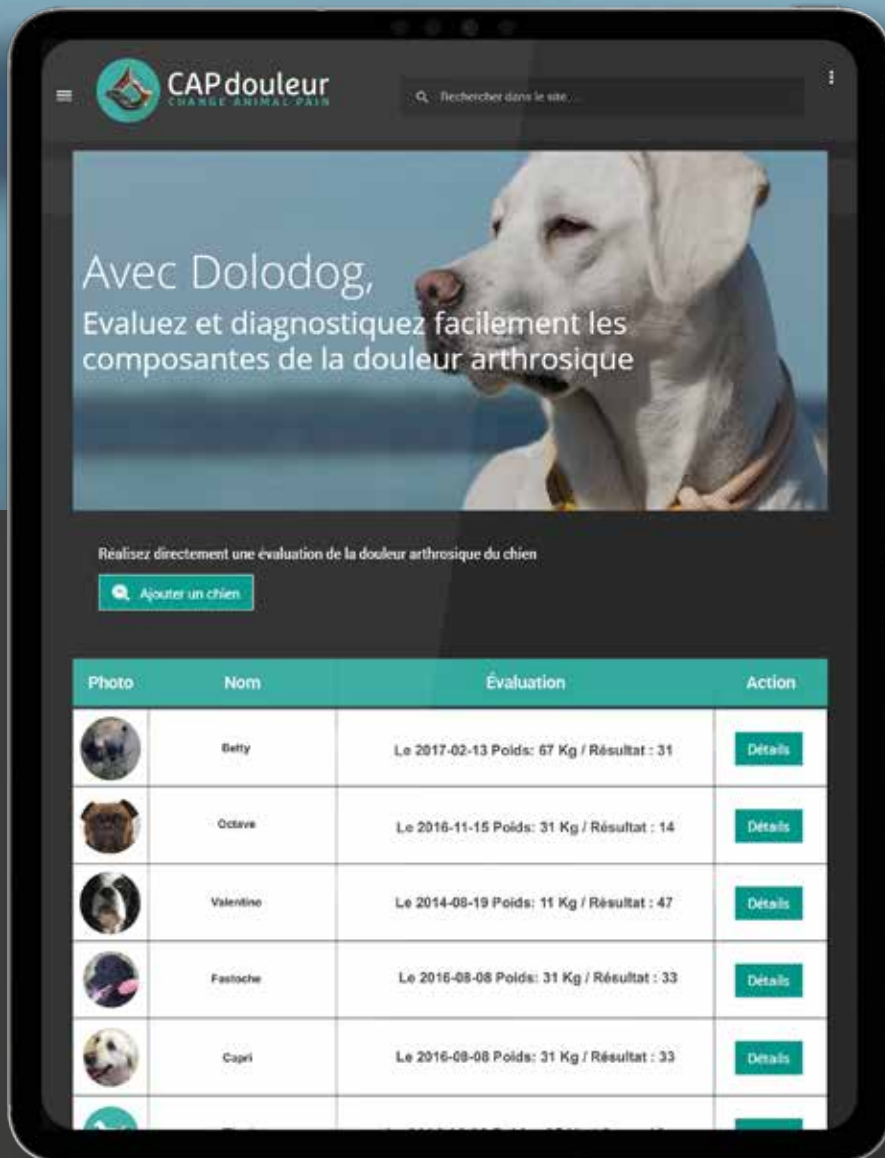 CAPdouleur
CHANGE ANIMAL PAIN
Rechercher dans le site ...
Avec Dolodog,
Evaluez et diagnostiquez facilement les
composantes de la douleur arthrosique
Réalisez directement une évaluation de la douleur arthrosique du chien
Ajouter un chien
Photo Nom Évaluation Action
Betty Le 2017-02-13 Poids: 67 Kg / Résultat : 31 Détails
Octave Le 2016-11-15 Poids: 31 Kg / Résultat : 14 Détails
Valentino Le 2014-08-19 Poids: 11 Kg / Résultat : 47 Détails
Fastoche Le 2016-08-08 Poids: 31 Kg / Résultat : 33 Détails
Capri Le 2016-08-08 Poids: 31 Kg / Résultat : 33 Détails